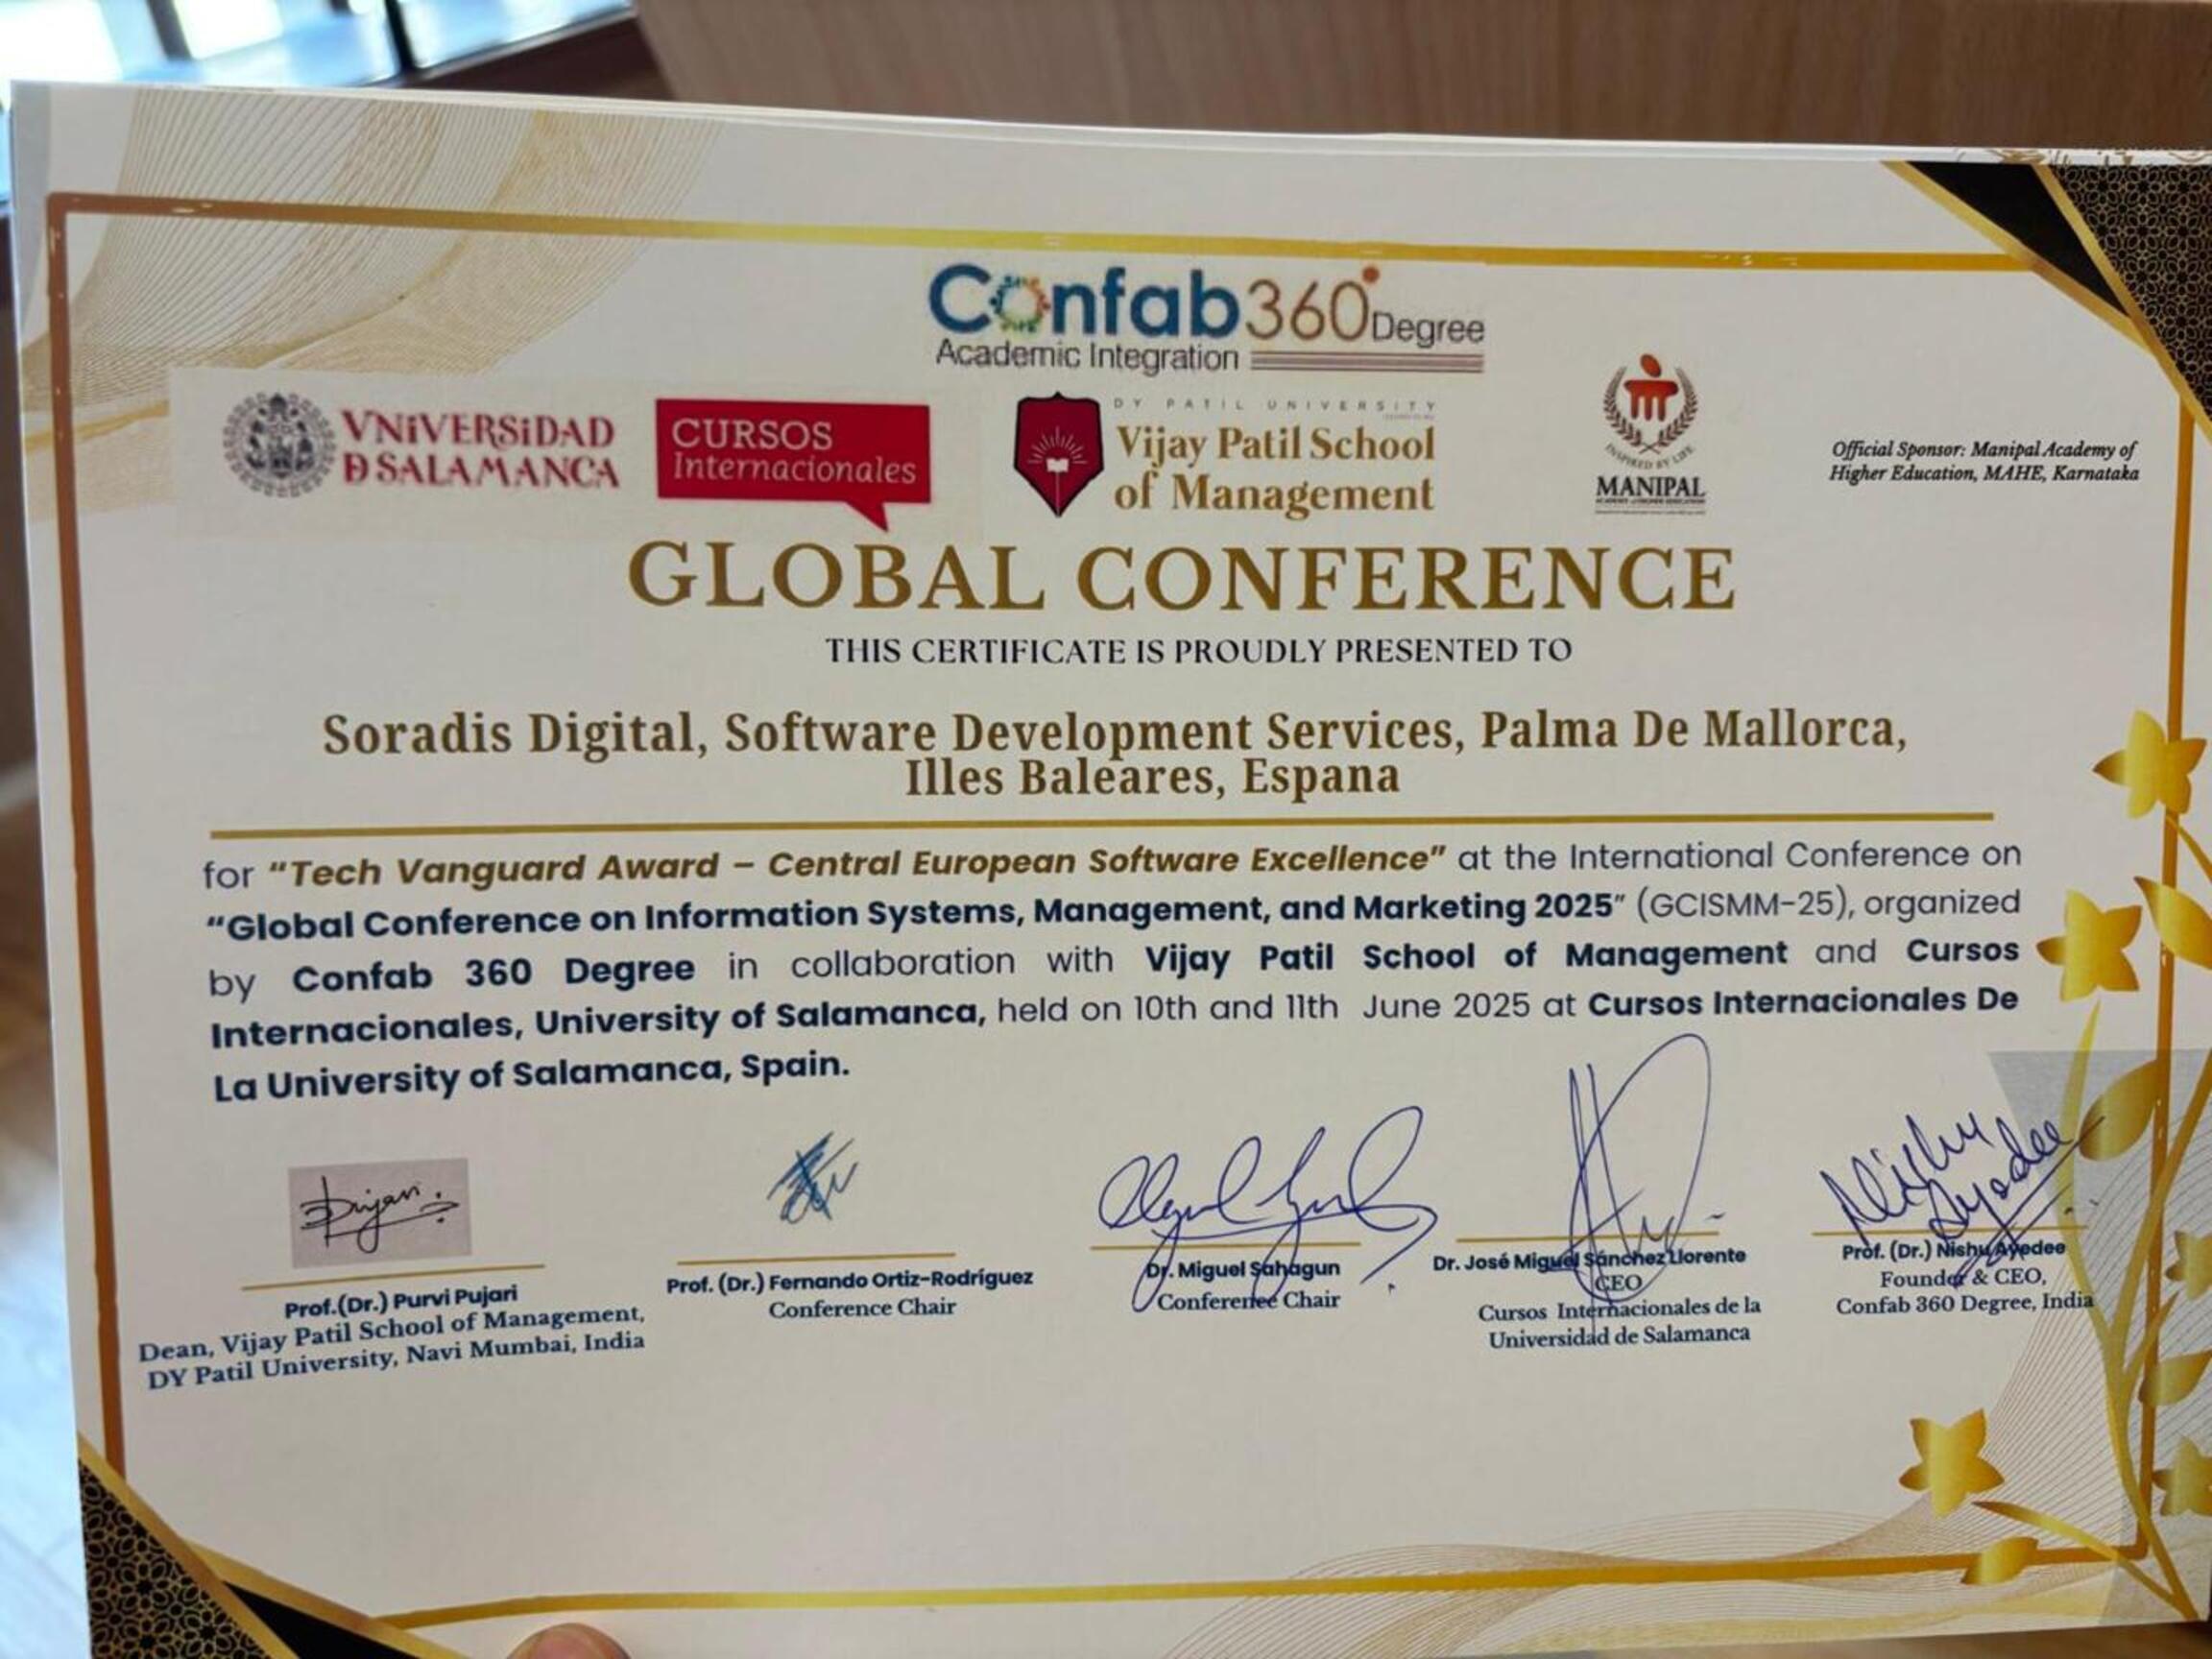 Confab360°Degree
Academic Integration
VNiVERSiDAD
D SALAMANCA
CURSOS
Internacionales
DY PATIL UNIVERSITY
Vijay Patil School
of Management
INSPIRED BY LIFE
MANIPAL
Official Sponsor: Manipal Academy of
Higher Education, MAHE, Karnataka
GLOBAL CONFERENCE
THIS CERTIFICATE IS PROUDLY PRESENTED TO
Soradis Digital, Software Development Services, Palma De Mallorca,
Illes Baleares, Espana
for “Tech Vanguard Award – Central European Software Excellence” at the International Conference on
“Global Conference on Information Systems, Management, and Marketing 2025” (GCISMM-25), organized
by Confab 360 Degree in collaboration with Vijay Patil School of Management and Cursos
Internacionales, University of Salamanca, held on 10th and 11th June 2025 at Cursos Internacionales De
La University of Salamanca, Spain.
Nishu
Ayedee
Prof.(Dr.) Purvi Pujari
Dean, Vijay Patil School of Management,
DY Patil University, Navi Mumbai, India
Prof. (Dr.) Fernando Ortiz-Rodríguez
Conference Chair
Dr. Miguel Sahagun
Conference Chair
Dr. José Miguel Sánchez Llorente
CEO
Cursos Internacionales de la
Universidad de Salamanca
Prof. (Dr.) Nishu Ayedee
Founder & CEO,
Confab 360 Degree, India